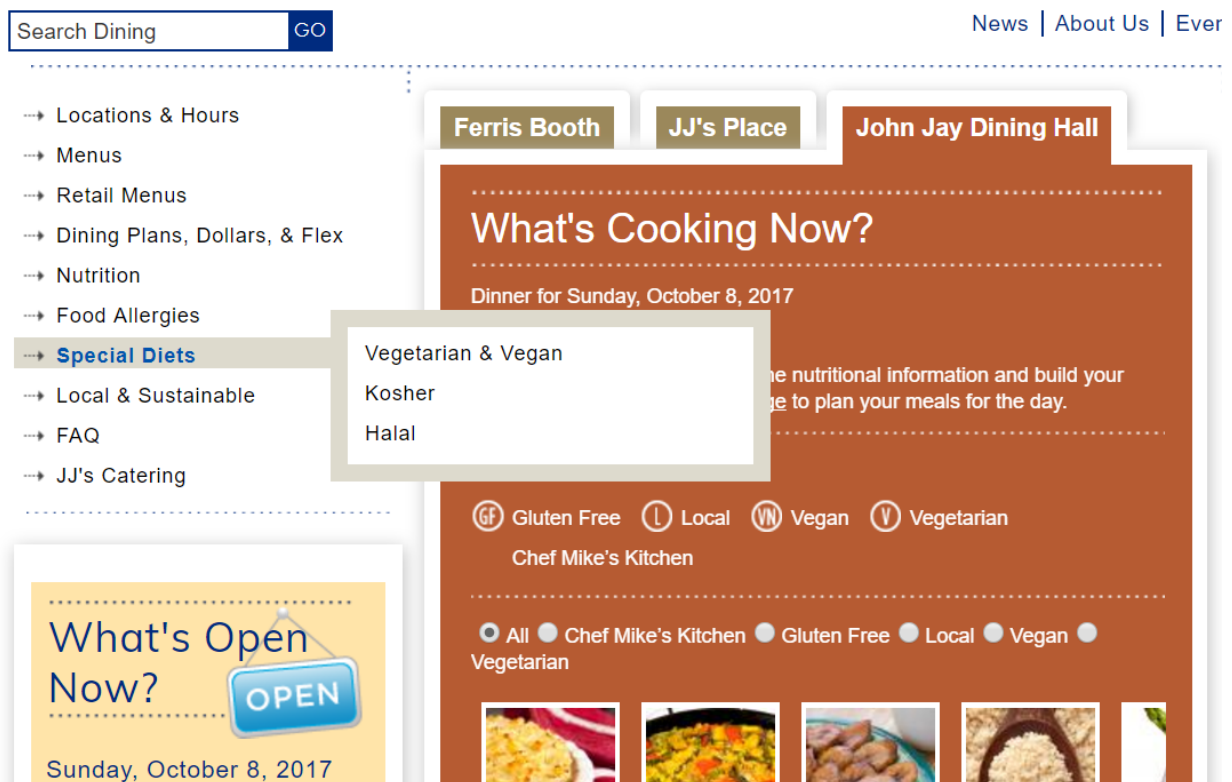 Search Dining GO
News | About Us | Ever
Locations & Hours
Menus
Retail Menus
Dining Plans, Dollars, & Flex
Nutrition
Food Allergies
Special Diets
Local & Sustainable
FAQ
JJ's Catering
Vegetarian & Vegan
Kosher
Halal
What's Open
Now?
OPEN
Sunday, October 8, 2017
Ferris Booth
JJ's Place
John Jay Dining Hall
What's Cooking Now?
Dinner for Sunday, October 8, 2017
nutritional information and build your
to plan your meals for the day.
GF Gluten Free L Local VN Vegan V Vegetarian
Chef Mike’s Kitchen
All Chef Mike’s Kitchen Gluten Free Local Vegan
Vegetarian